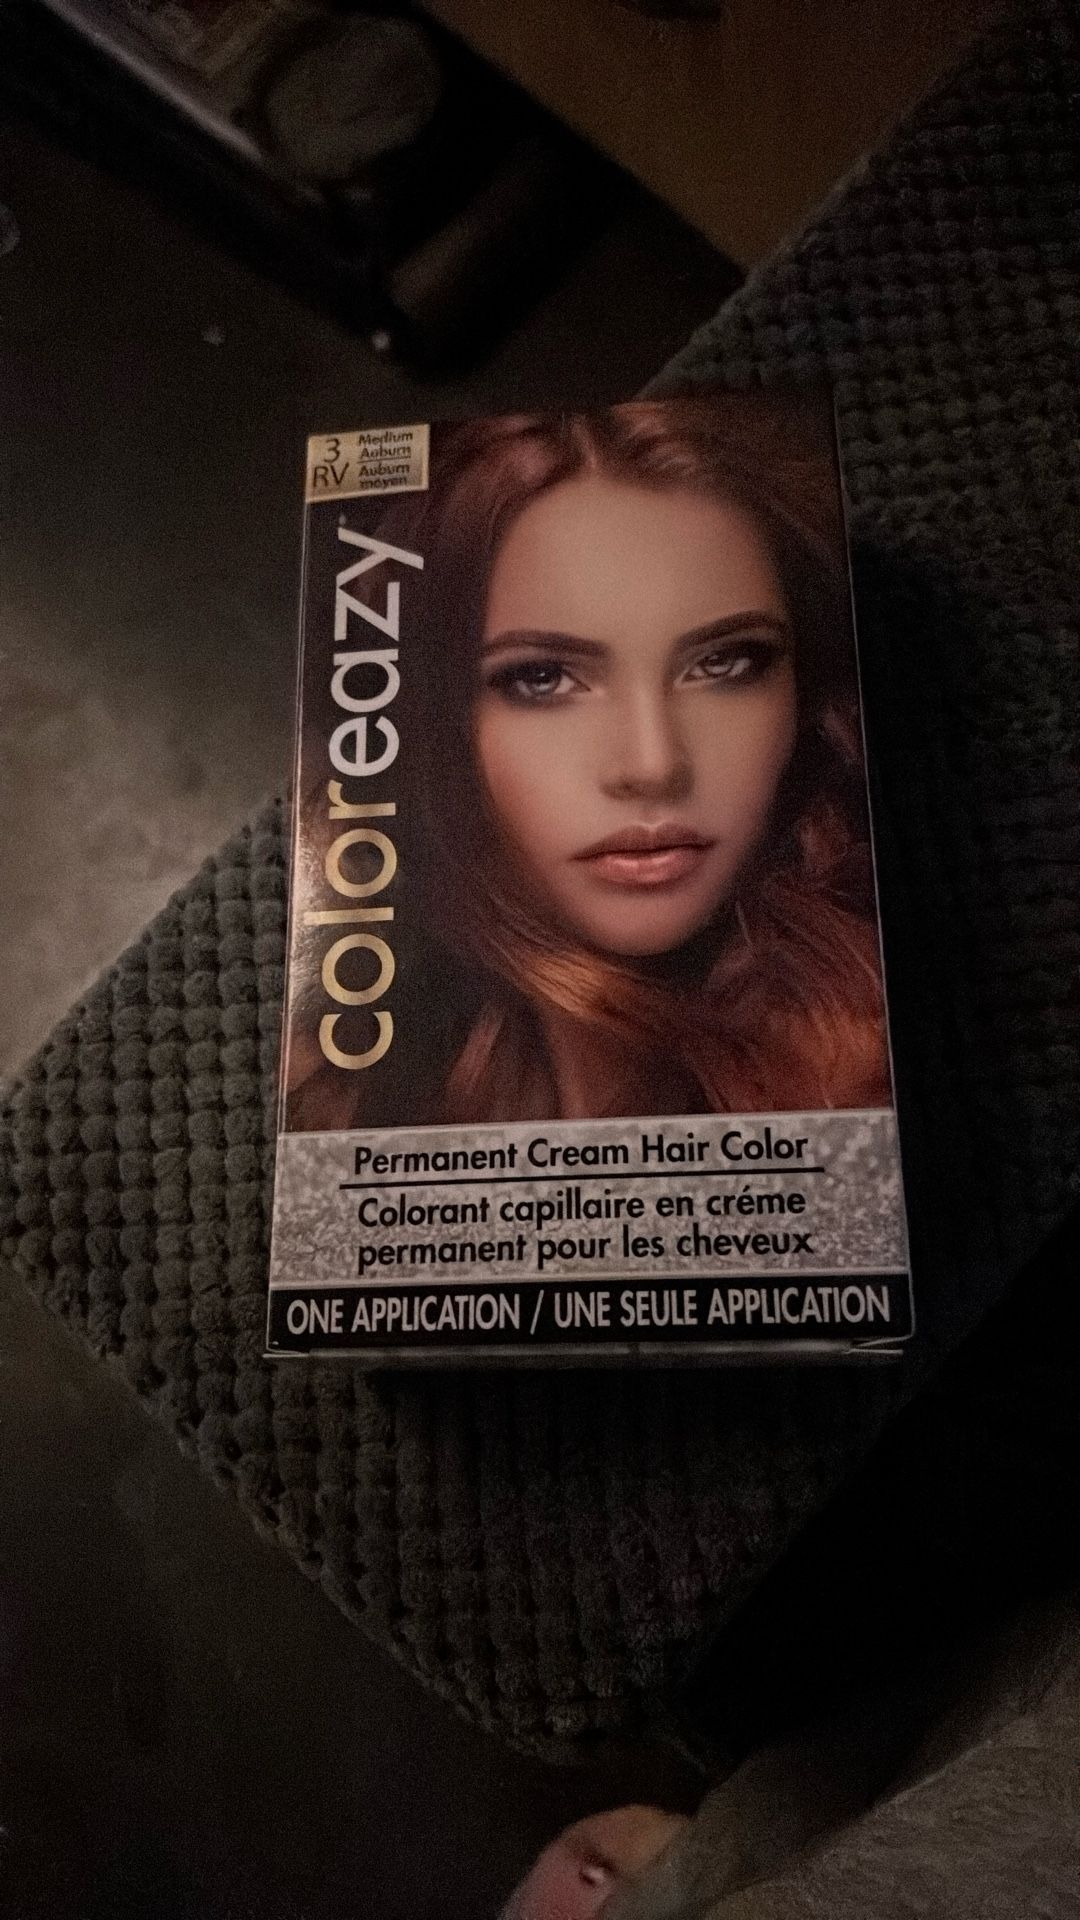 3
RV
Medium
Auburn
Auburn
moyen
coloreazy
Permanent Cream Hair Color
Colorant capillaire en créme
permanent pour les cheveux
ONE APPLICATION / UNE SEULE APPLICATION